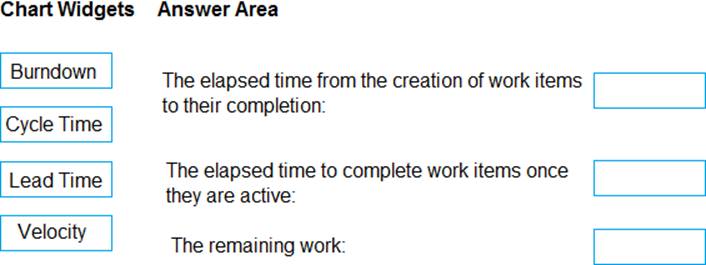 Chart Widgets Answer Area
Burndown
Cycle Time
Lead Time
Velocity
The elapsed time from the creation of work items
to their completion:
The elapsed time to complete work items once
they are active:
The remaining work: